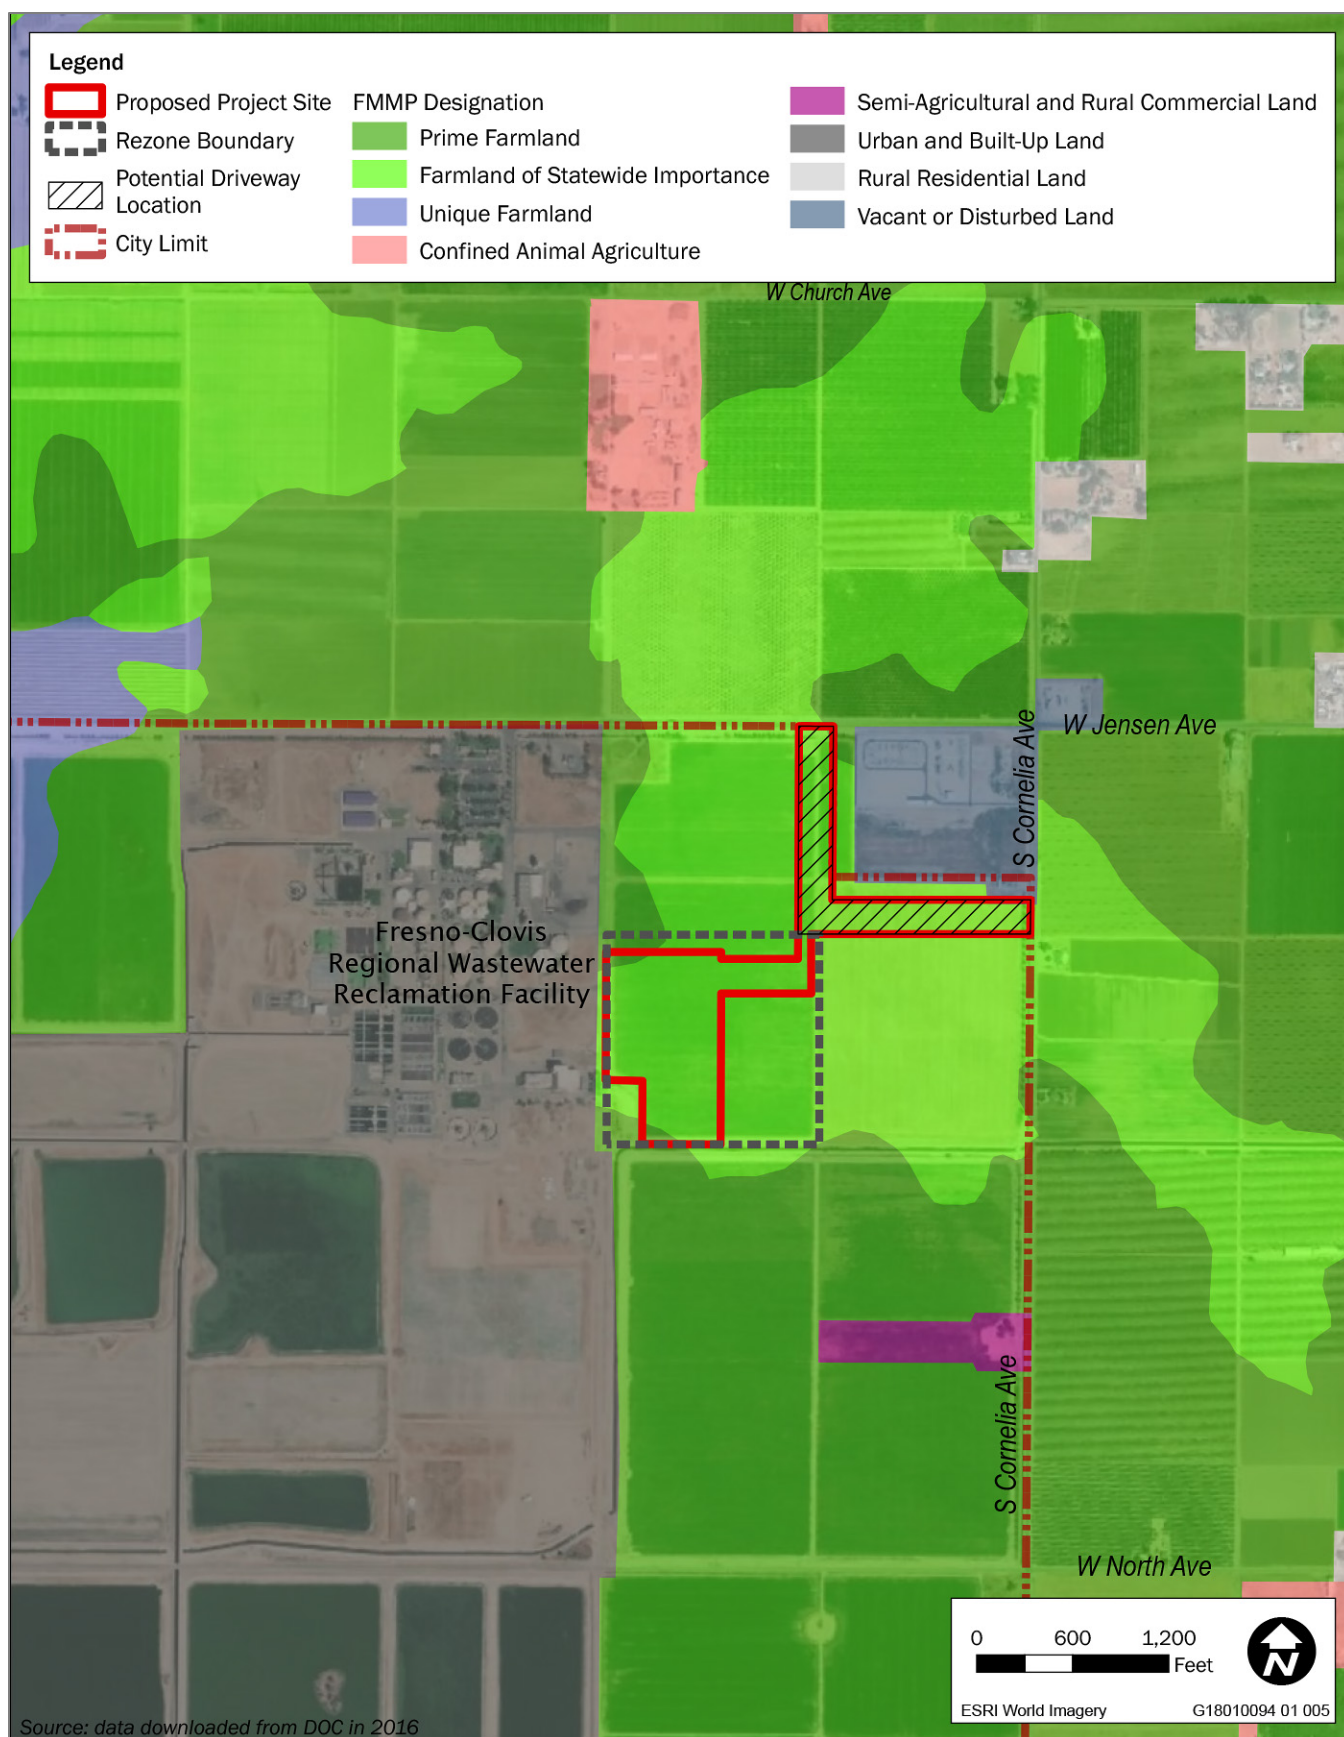 Legend
Proposed Project Site
Rezone Boundary
Potential Driveway
Location
City Limit
FMMP Designation
Prime Farmland
Farmland of Statewide Importance
Unique Farmland
Confined Animal Agriculture
Semi-Agricultural and Rural Commercial Land
Urban and Built-Up Land
Rural Residential Land
Vacant or Disturbed Land
W Church Ave
W Jensen Ave
S Cornelia Ave
Fresno-Clovis
Regional Wastewater
Reclamation Facility
S Cornelia Ave
W North Ave
0 600 1,200
Feet
N
ESRI World Imagery
G18010094 01 005
Source: data downloaded from DOC in 2016